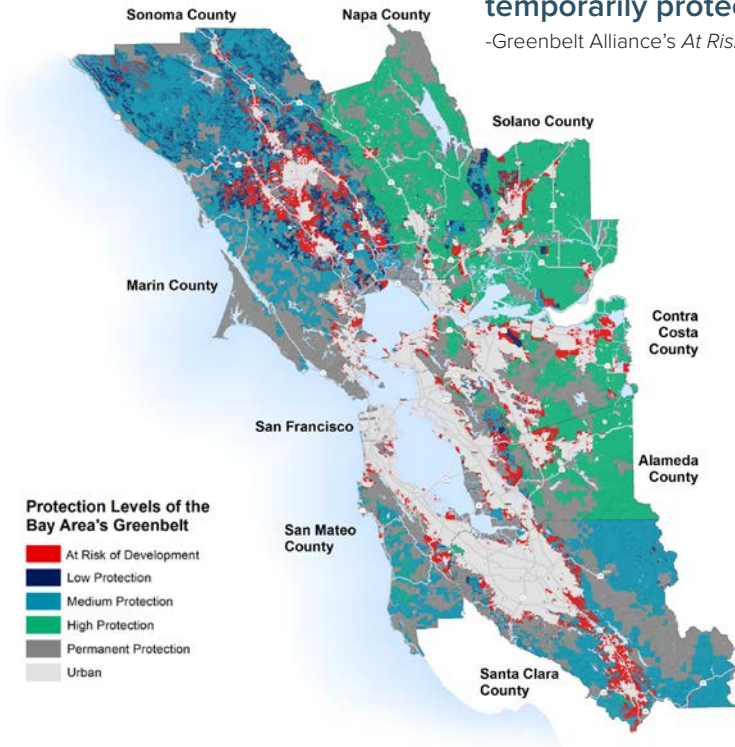 temporarily protec
-Greenbelt Alliance's At Ris
Sonoma County
Napa County
Solano County
Marin County
Contra
Costa
County
San Francisco
Alameda
County
Protection Levels of the
Bay Area's Greenbelt
At Risk of Development
Low Protection
Medium Protection
High Protection
Permanent Protection
Urban
San Mateo
County
Santa Clara
County